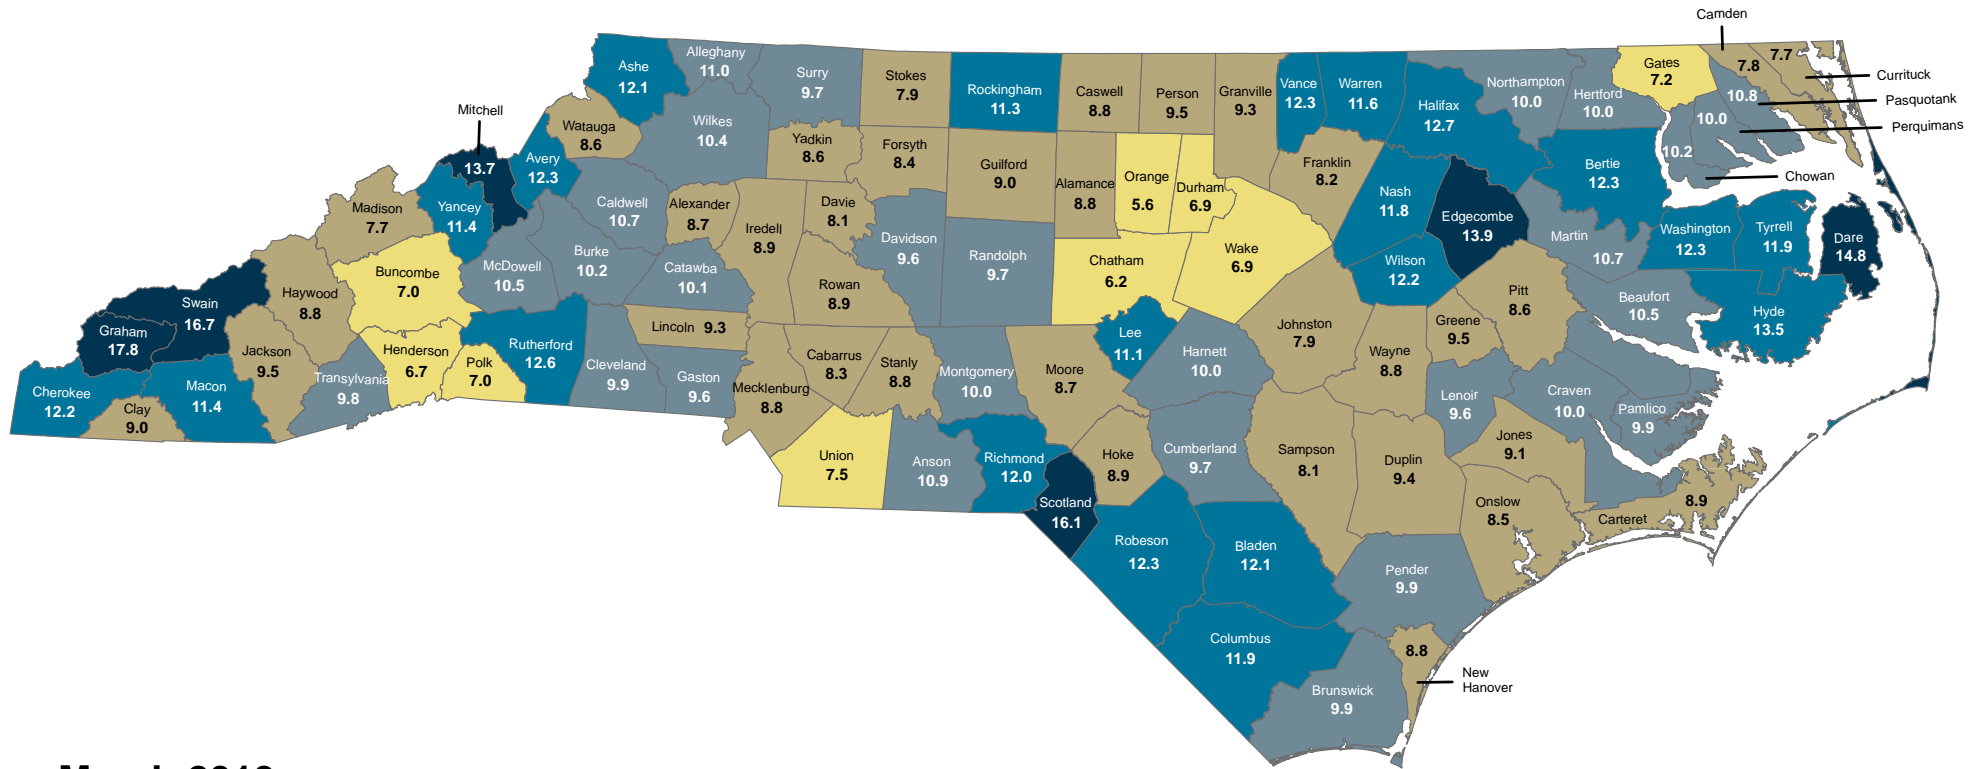 Camden
Alleghany
11.0
Ashe
12.1
Surry
9.7
Stokes
7.9
Rockingham
11.3
Caswell
8.8
Person
9.5
Granville
9.3
Vance
12.3
Warren
11.6
Halifax
12.7
Northampton
10.0
Hertford
10.0
Gates
7.2
7.8
7.7
Currituck
10.8
Pasquotank
10.0
Perquimans
10.2
Chowan
Mitchell
13.7
Watauga
8.6
Wilkes
10.4
Yadkin
8.6
Forsyth
8.4
Guilford
9.0
Alamance
8.8
Orange
5.6
Durham
6.9
Franklin
8.2
Nash
11.8
Edgecombe
13.9
Bertie
12.3
Avery
12.3
Madison
7.7
Yancey
11.4
Caldwell
10.7
Alexander
8.7
Iredell
8.9
Davie
8.1
Davidson
9.6
Randolph
9.7
Chatham
6.2
Wake
6.9
Wilson
12.2
Martin
10.7
Washington
12.3
Tyrrell
11.9
Dare
14.8
Buncombe
7.0
McDowell
10.5
Burke
10.2
Catawba
10.1
Rowan
8.9
Haywood
8.8
Swain
16.7
Graham
17.8
Jackson
9.5
Henderson
6.7
Polk
7.0
Rutherford
12.6
Cleveland
9.9
Lincoln 9.3
Gaston
9.6
Mecklenburg
8.8
Cabarrus
8.3
Stanly
8.8
Montgomery
10.0
Moore
8.7
Lee
11.1
Harnett
10.0
Johnston
7.9
Wayne
8.8
Greene
9.5
Pitt
8.6
Beaufort
10.5
Hyde
13.5
Cherokee
12.2
Clay
9.0
Macon
11.4
Transylvania
9.8
Union
7.5
Anson
10.9
Richmond
12.0
Scotland
16.1
Hoke
8.9
Cumberland
9.7
Sampson
8.1
Duplin
9.4
Lenoir
9.6
Craven
10.0
Pamlico
9.9
Jones
9.1
Onslow
8.5
Carteret
8.9
Robeson
12.3
Bladen
12.1
Pender
9.9
Columbus
11.9
Brunswick
9.9
8.8
New
Hanover